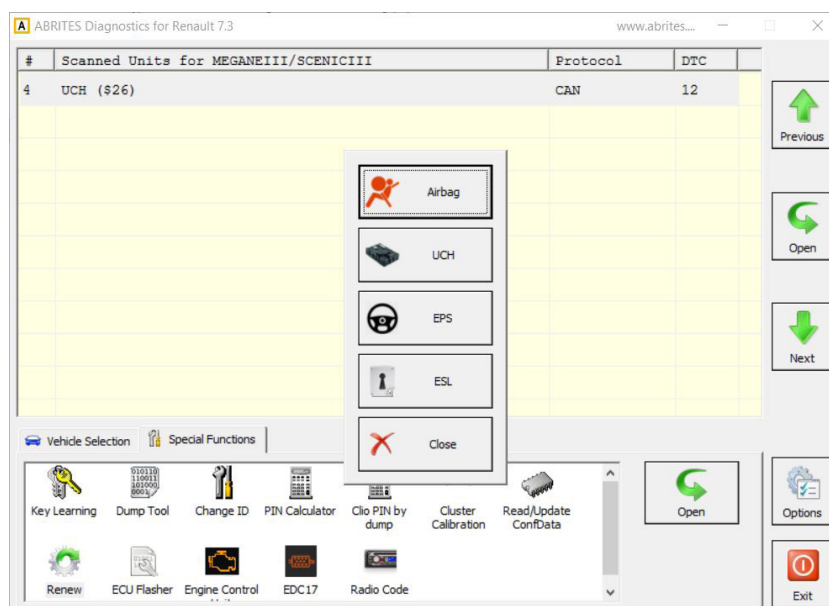 ABRITES Diagnostics for Renault 7.3
www.abrites....
# Scanned Units for MEGANEIII/SCENICIII Protocol DTC
4 UCH ($26) CAN 12
Previous
Open
Next
Airbag
UCH
EPS
ESL
Close
Vehicle Selection Special Functions
Key Learning Dump Tool Change ID PIN Calculator Clio PIN by dump Cluster Calibration Read/Update ConfData
Renew ECU Flasher Engine Control EDC17 Radio Code
Open
Options
Exit